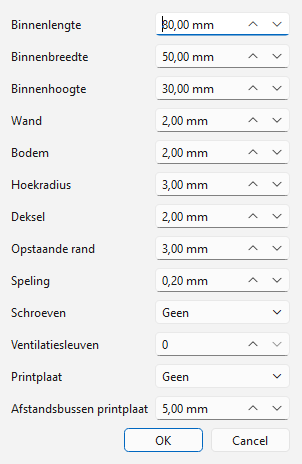 Binnenlengte 80,00 mm
Binnenbreedte 50,00 mm
Binnenhoogte 30,00 mm
Wand 2,00 mm
Bodem 2,00 mm
Hoekradius 3,00 mm
Deksel 2,00 mm
Opstaande rand 3,00 mm
Speling 0,20 mm
Schroeven Geen
Ventilatiesleuven 0
Printplaat Geen
Afstandsbussen printplaat 5,00 mm
OK Cancel